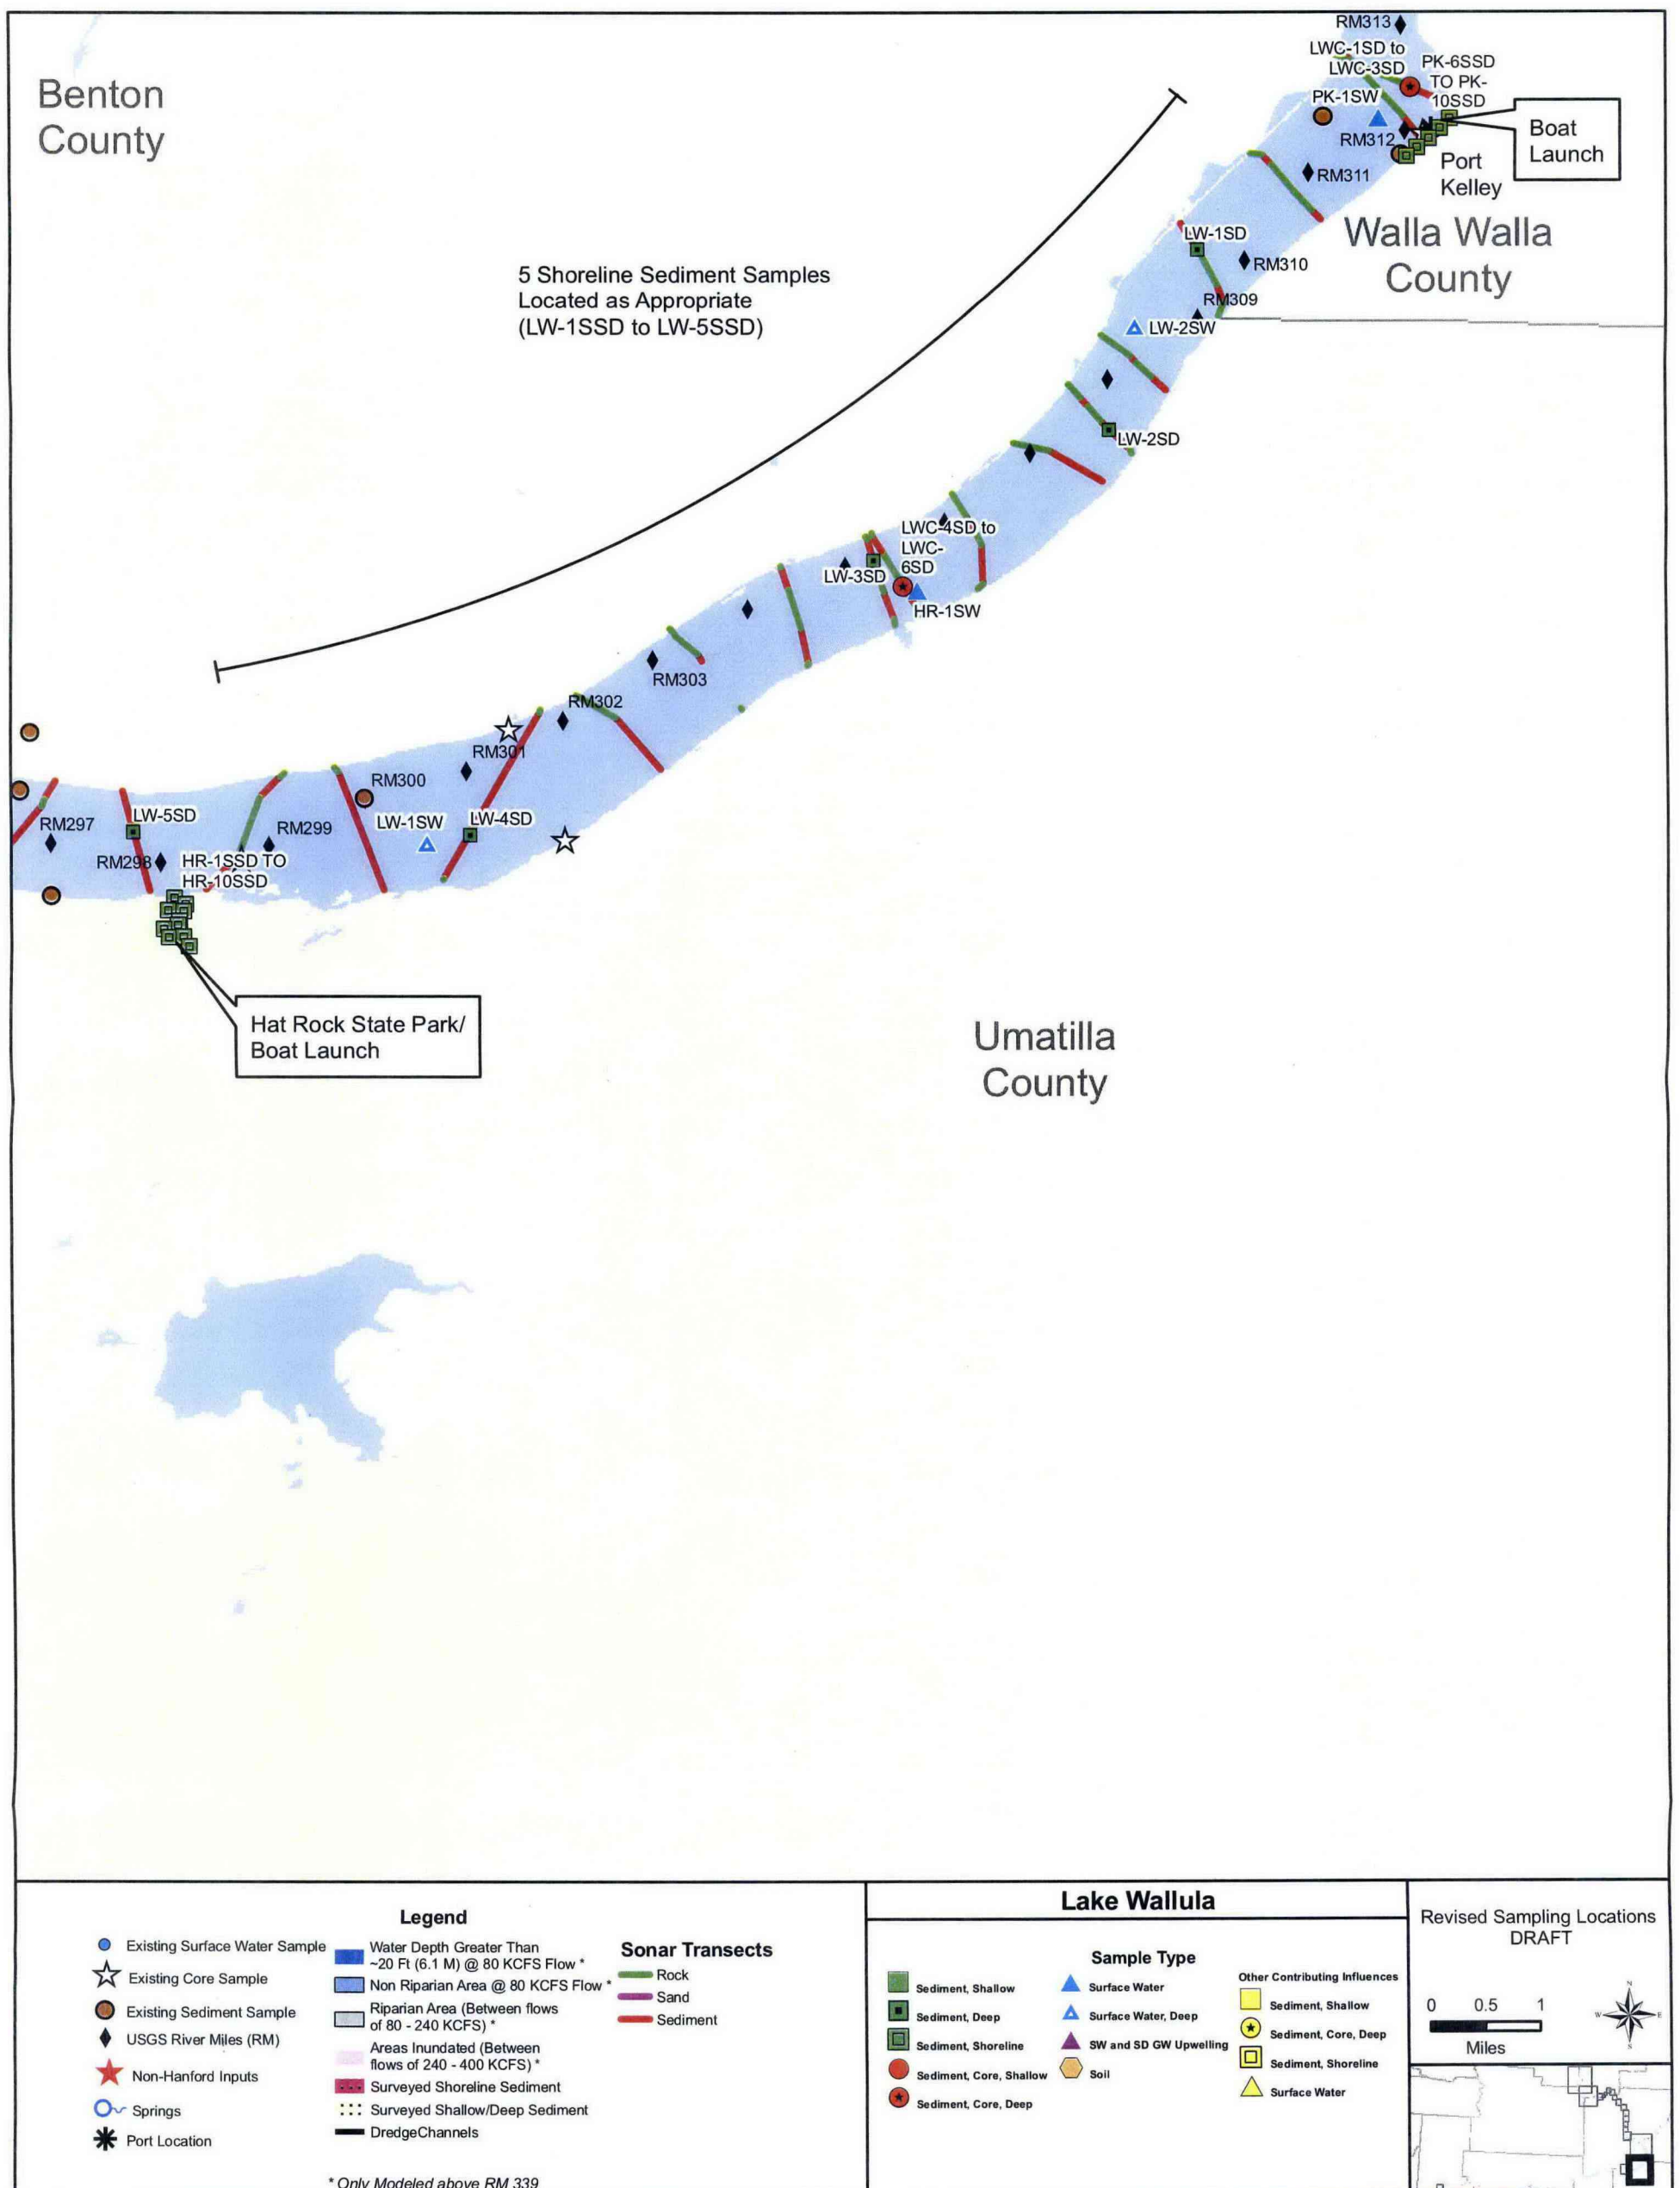 Benton
County
RM313
LWC-1SD to
LWC-3SD
PK-6SSD
TO PK-
10SSD
PK-1SW
RM312
Boat
Launch
Port
Kelley
RM311
Walla Walla
County
LW-1SD
RM310
RM309
LW-2SW
5 Shoreline Sediment Samples
Located as Appropriate
(LW-1SSD to LW-5SSD)
LW-2SD
LWC-4SD to
LWC-
6SD
LW-3SD
HR-1SW
RM303
RM302
RM301
RM300
LW-1SW
LW-4SD
LW-5SD
RM297
RM299
RM298
HR-1SSD TO
HR-10SSD
Hat Rock State Park/
Boat Launch
Umatilla
County
Legend
Existing Surface Water Sample
Existing Core Sample
Existing Sediment Sample
USGS River Miles (RM)
Non-Hanford Inputs
Springs
Port Location
Water Depth Greater Than
~20 Ft (6.1 M) @ 80 KCFS Flow *
Non Riparian Area @ 80 KCFS Flow *
Riparian Area (Between flows
of 80 - 240 KCFS) *
Areas Inundated (Between
flows of 240 - 400 KCFS) *
Surveyed Shoreline Sediment
Surveyed Shallow/Deep Sediment
DredgeChannels
* Only Modeled above RM 339
Sonar Transects
Rock
Sand
Sediment
Lake Wallula
Sample Type
Sediment, Shallow
Sediment, Deep
Sediment, Shoreline
Sediment, Core, Shallow
Sediment, Core, Deep
Surface Water
Surface Water, Deep
SW and SD GW Upwelling
Soil
Other Contributing Influences
Sediment, Shallow
Sediment, Core, Deep
Sediment, Shoreline
Surface Water
Revised Sampling Locations
DRAFT
0 0.5 1
Miles
N
W E
S